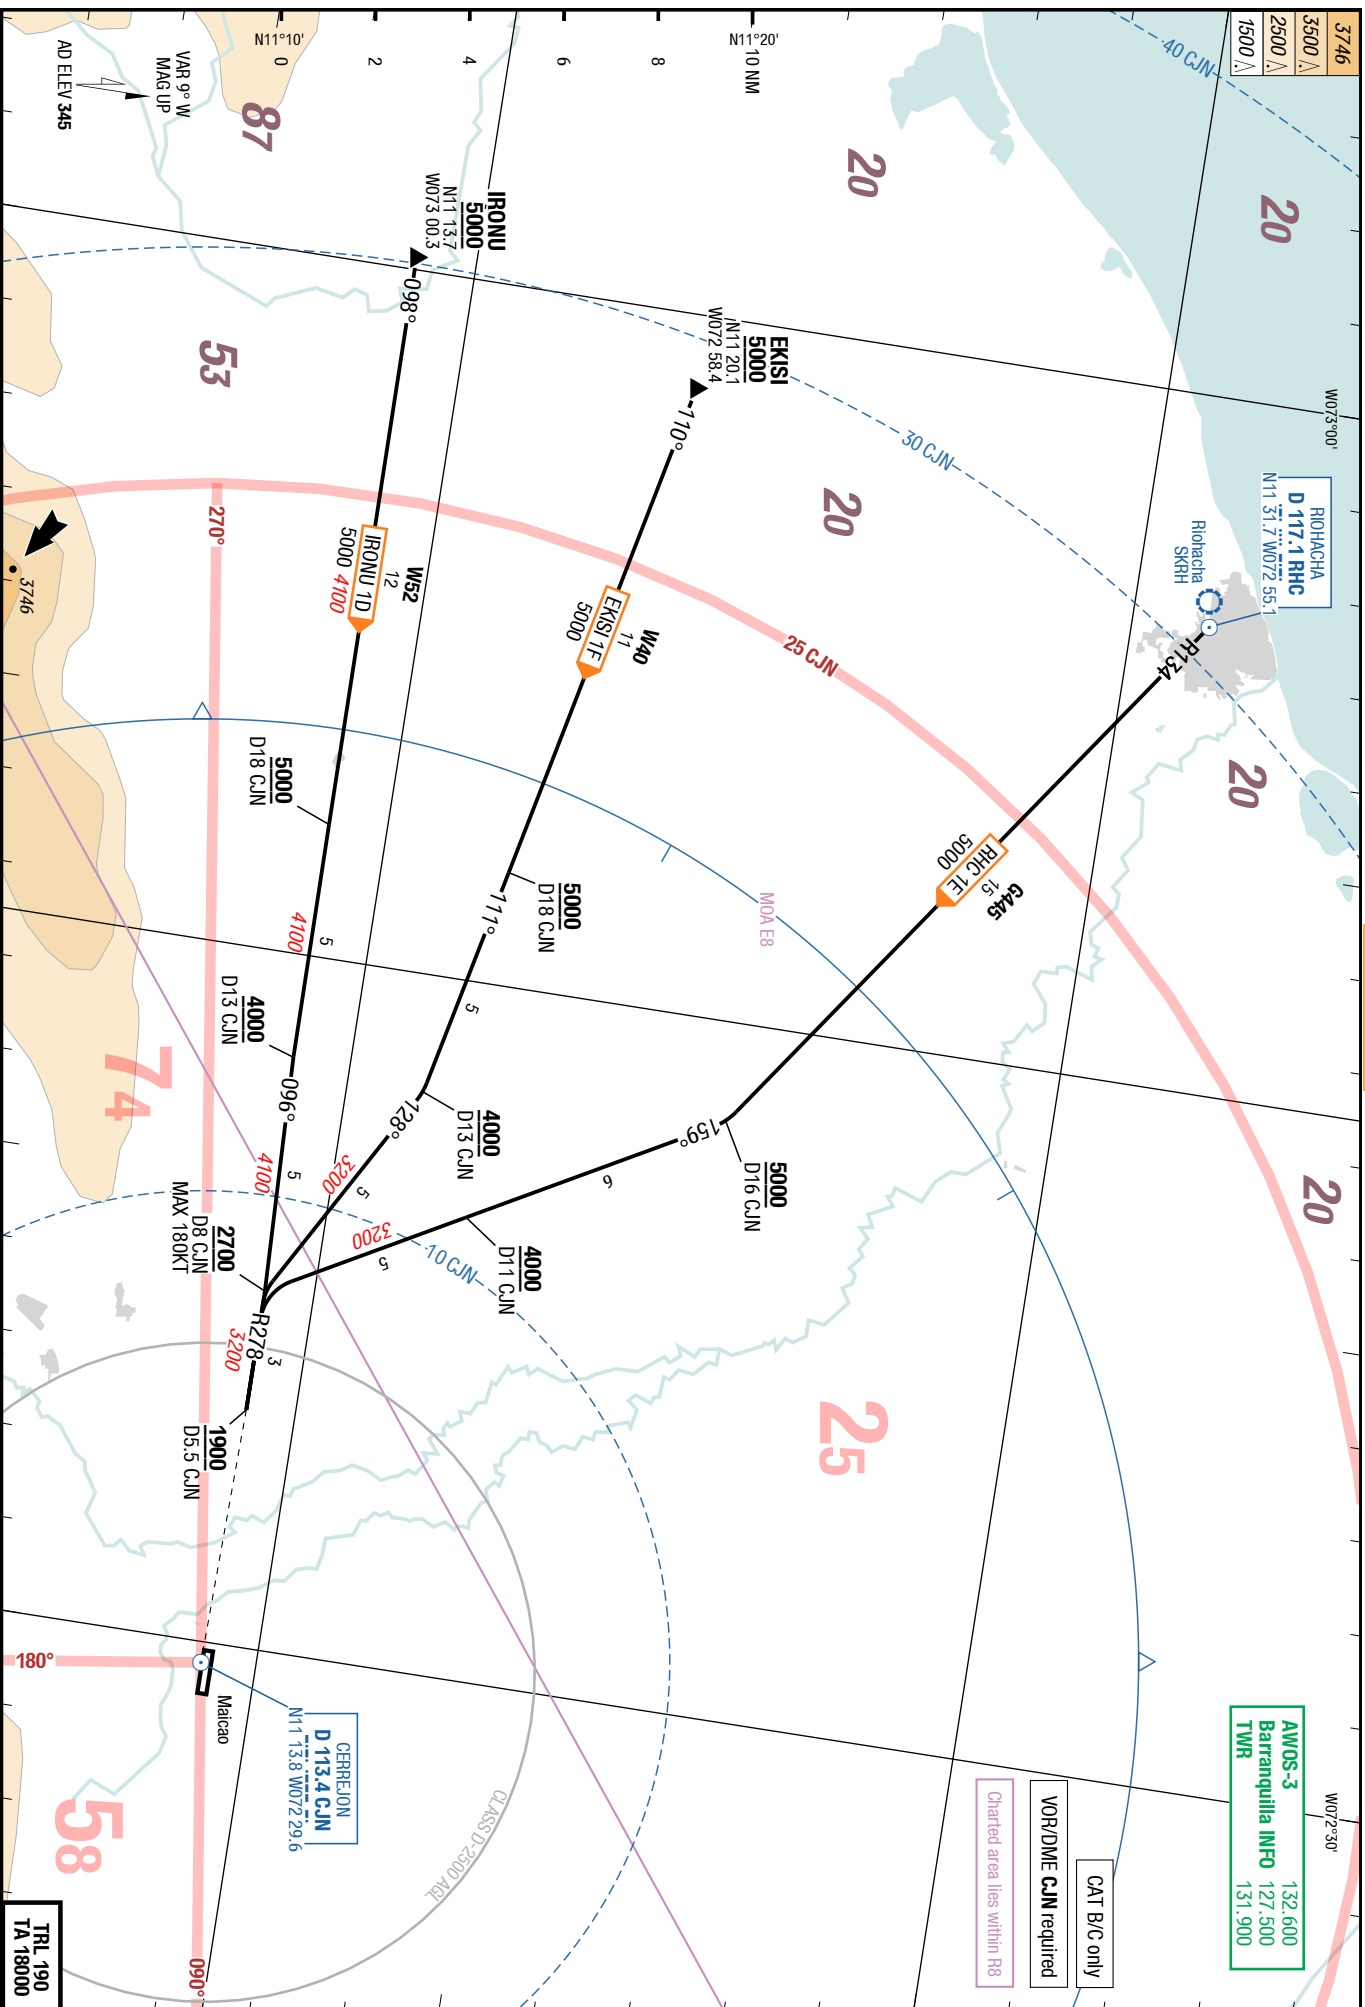 3746
3500
2500
1500
40 CJN
N11°10'
N11°20'
0
2
4
6
8
10 NM
VAR 9° W
MAG UP
AD ELEV 345
87
20
20
53
20
20
20
74
25
58
W073°00'
W072°30'
RIOHACHA
D 117.1 RHC
N11 31.7 W072 55.1
Riohacha
SKRH
R134
IRONU
5000
N11 13.7
W073 00.3
098°
EKISI
5000
N11 20.1
W072 58.4
110°
30 CJN
25 CJN
270°
3746
W52
12
IRONU 1D
5000 4100
W40
11
EKISI 1F
5000
G445
15
RHC 1E
5000
MOA E8
5000
D18 CJN
5000
D18 CJN
111°
5
4100
5
4000
D13 CJN
096°
5
4100
4000
D13 CJN
128°
3200
5
5000
D16 CJN
159°
6
4000
D11 CJN
3200
5
10 CJN
2700
D8 CJN
MAX 180KT
R278
3
3200
1900
D5.5 CJN
180°
Maicao
CERREJON
D 113.4 CJN
N11 13.8 W072 29.6
CLASS D-2500 AGL
090°
AWOS-3 132.600
Barranquilla INFO 127.500
TWR 131.900
CAT B/C only
VOR/DME CJN required
Charted area lies within R8
TRL 190
TA 18000